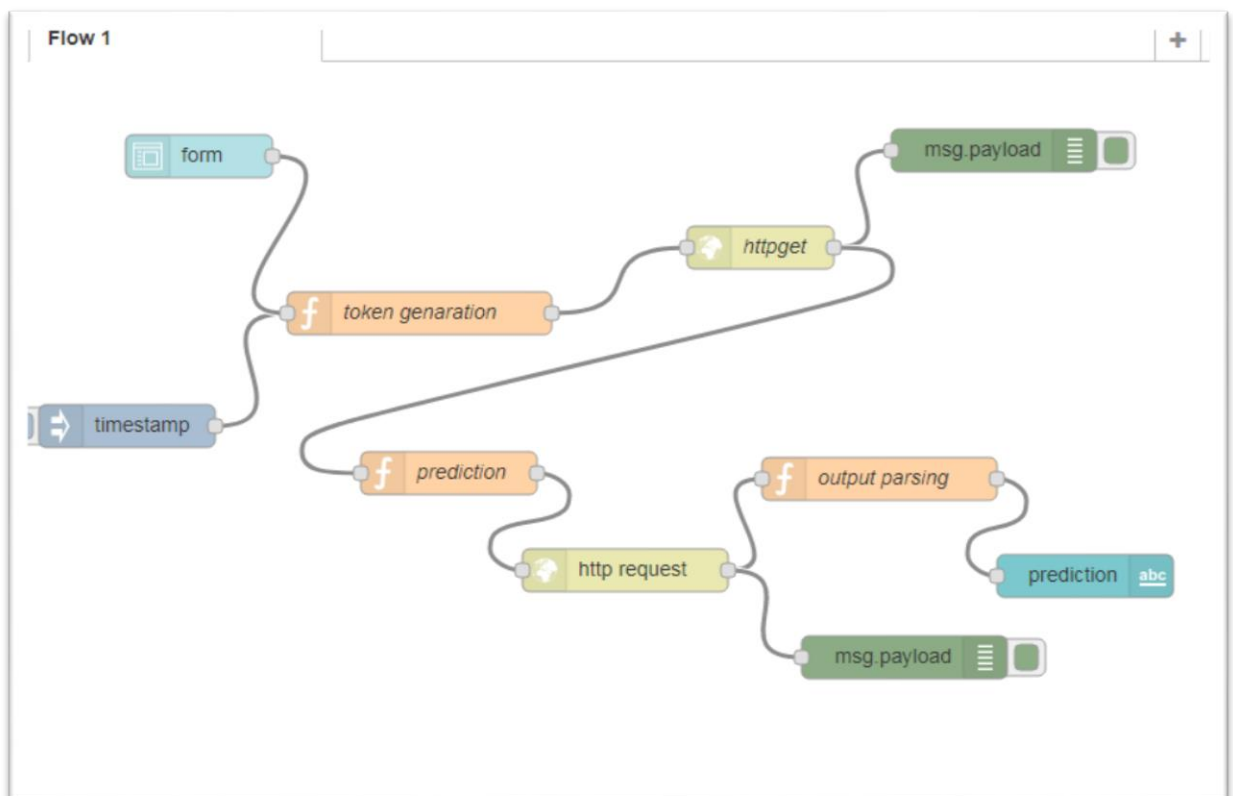 Flow 1
+
form
msg.payload
httpget
token genaration
timestamp
prediction
output parsing
http request
prediction abc
msg.payload